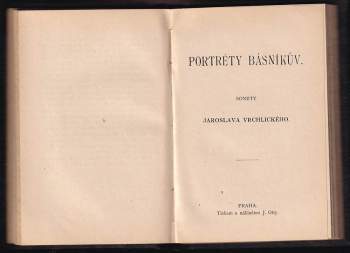 PORTRÉTY BÁSNÍKŮV.
SONETY
JAROSLAVA VRCHLICKÉHO.
PRAHA.
Tiskem a nákladem J. Otty.